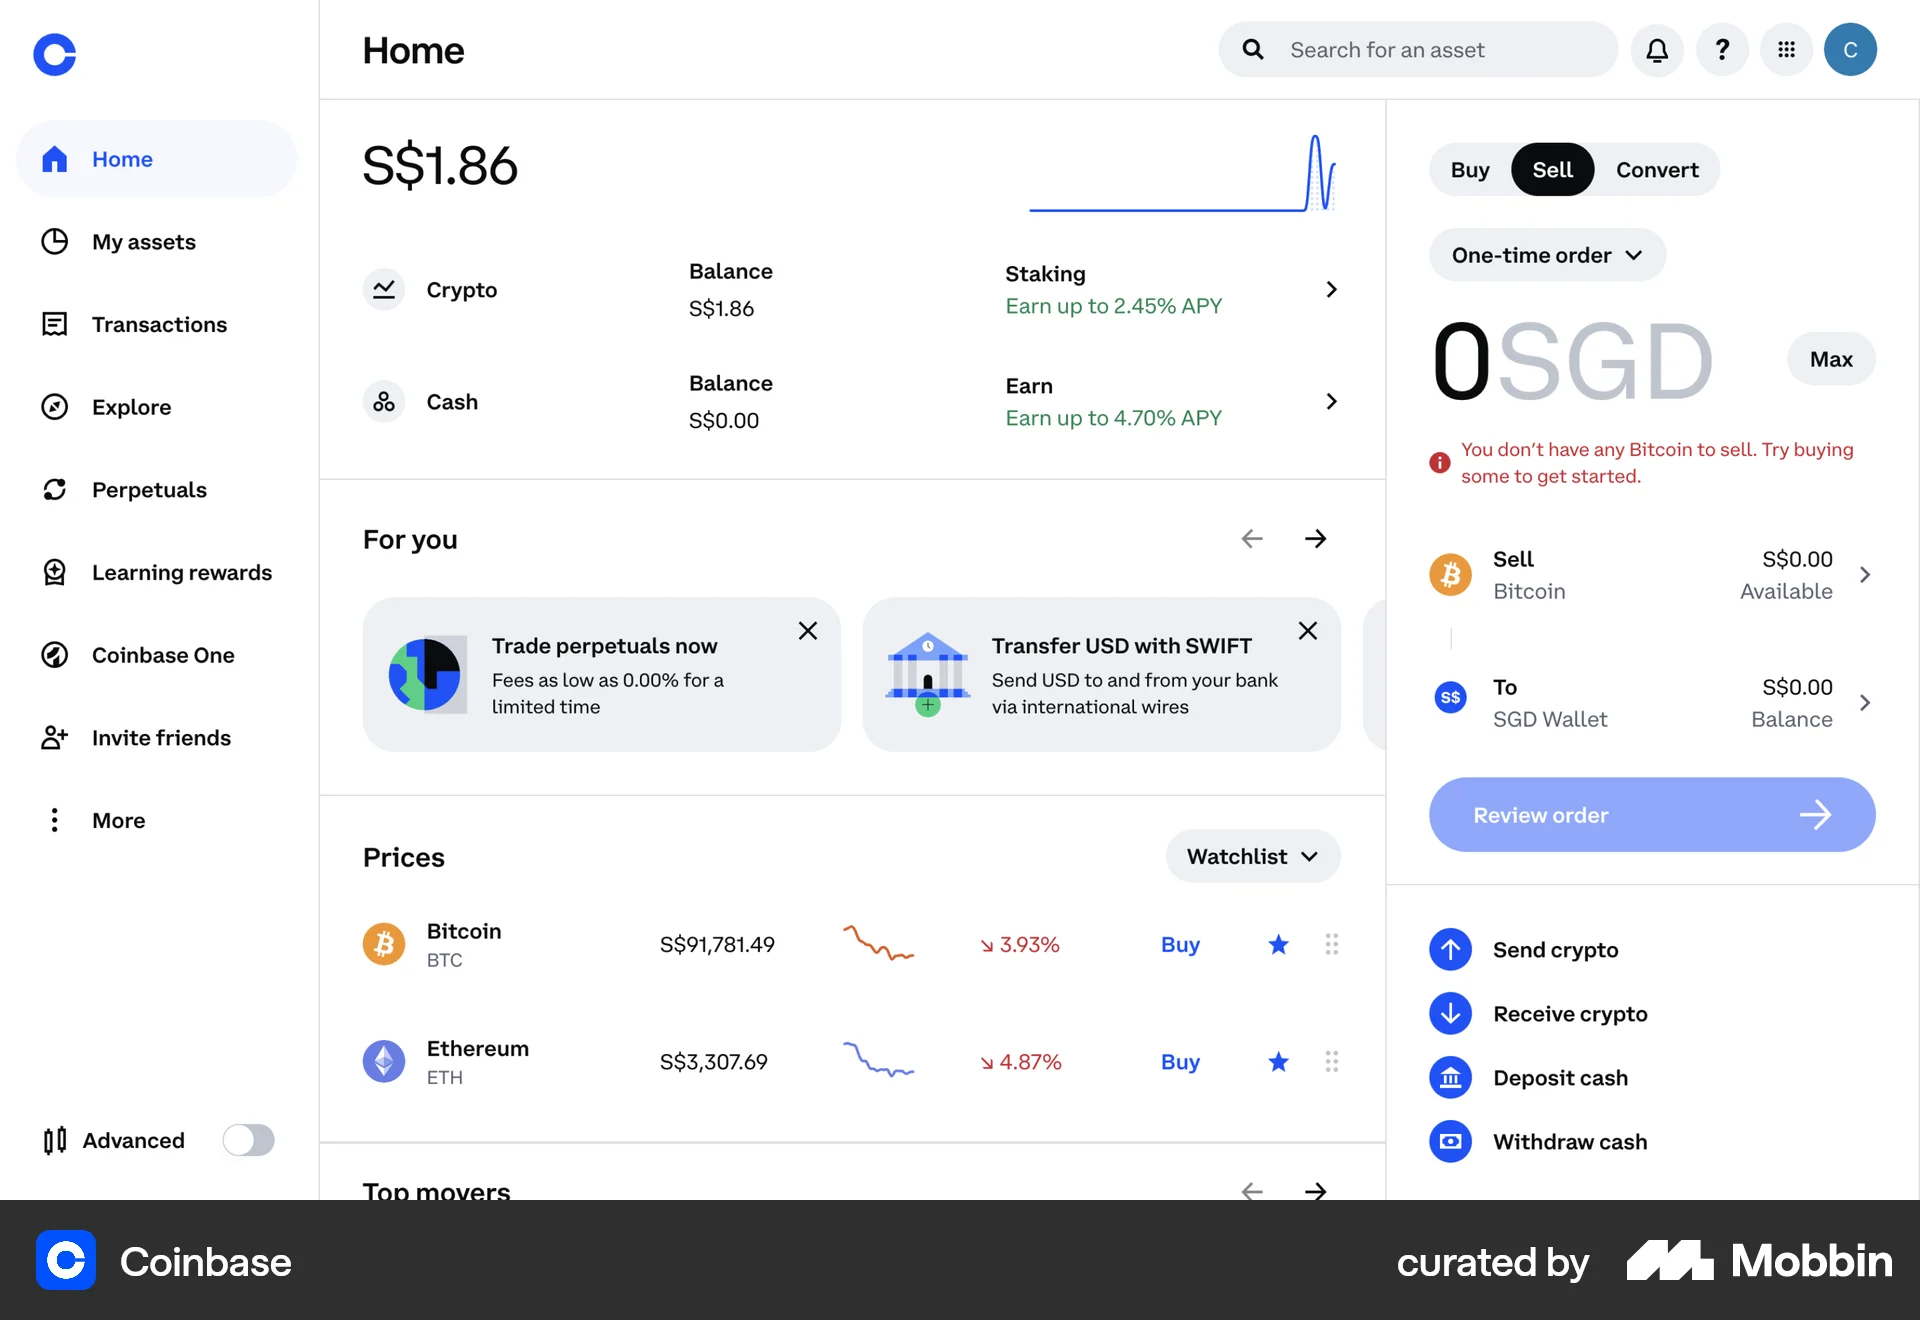 Home
Search for an asset
?
C
Home
My assets
Transactions
Explore
Perpetuals
Learning rewards
Coinbase One
Invite friends
More
Advanced
S$1.86
Crypto
Balance
S$1.86
Staking
Earn up to 2.45% APY
Cash
Balance
S$0.00
Earn
Earn up to 4.70% APY
For you
Trade perpetuals now
Fees as low as 0.00% for a
limited time
Transfer USD with SWIFT
Send USD to and from your bank
via international wires
Prices
Watchlist
Bitcoin
BTC
S$91,781.49
↘ 3.93%
Buy
Ethereum
ETH
S$3,307.69
↘ 4.87%
Buy
Top movers
Buy
Sell
Convert
One-time order
0SGD
Max
You don’t have any Bitcoin to sell. Try buying
some to get started.
Sell
Bitcoin
S$0.00
Available
S$
To
SGD Wallet
S$0.00
Balance
Review order
Send crypto
Receive crypto
Deposit cash
Withdraw cash
Coinbase
curated by
Mobbin